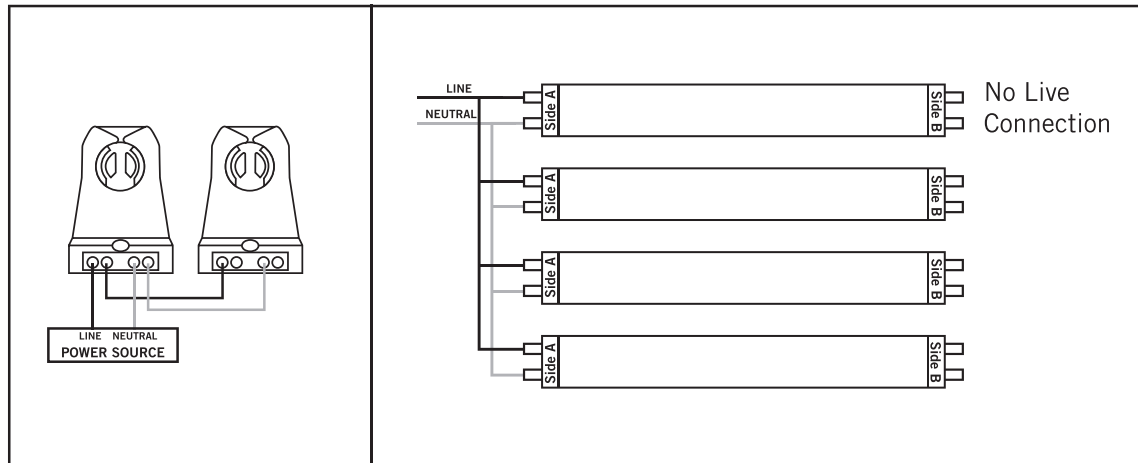 LINE NEUTRAL
POWER SOURCE
LINE
NEUTRAL
Side A
Side B
No Live
Connection
Side A
Side B
Side A
Side B
Side A
Side B